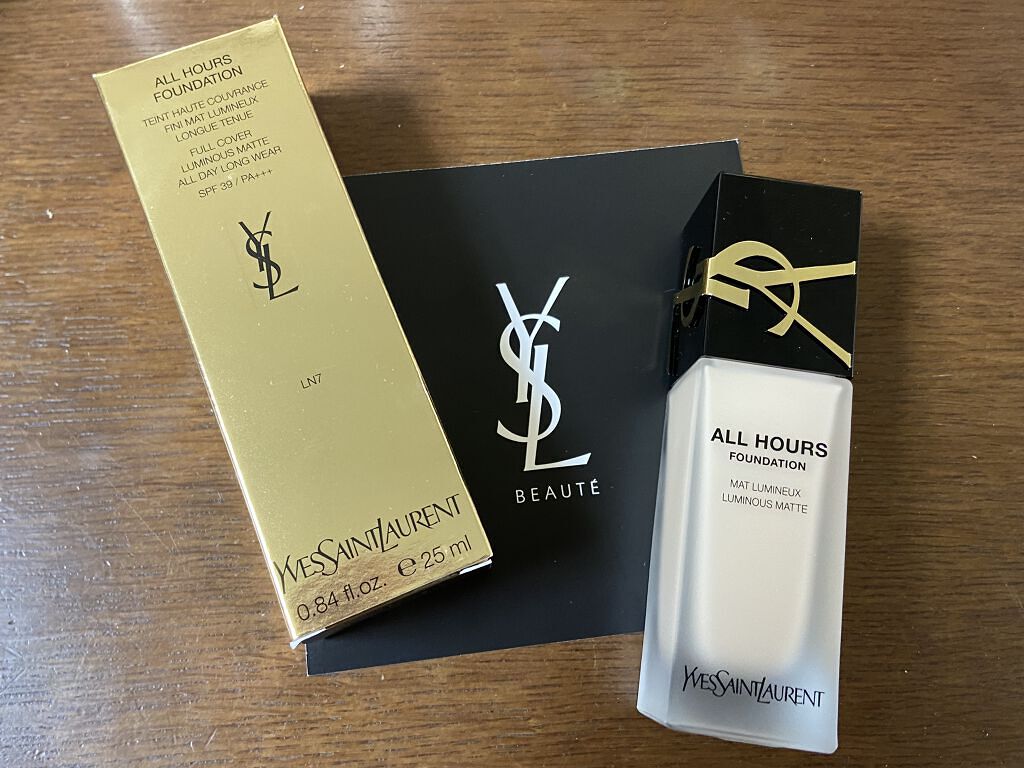 ALL HOURS
FOUNDATION
TEINT HAUTE COUVRANCE
FINI MAT LUMINEUX
LONGUE TENUE
FULL COVER
LUMINOUS MATTE
ALL DAY LONG WEAR
SPF 39 / PA+++
YSL
LN7
YVESSAINTLAURENT
0.84 fl.oz. ℮ 25 ml
YSL
BEAUTÉ
ALL HOURS
FOUNDATION
MAT LUMINEUX
LUMINOUS MATTE
YVESSAINTLAURENT